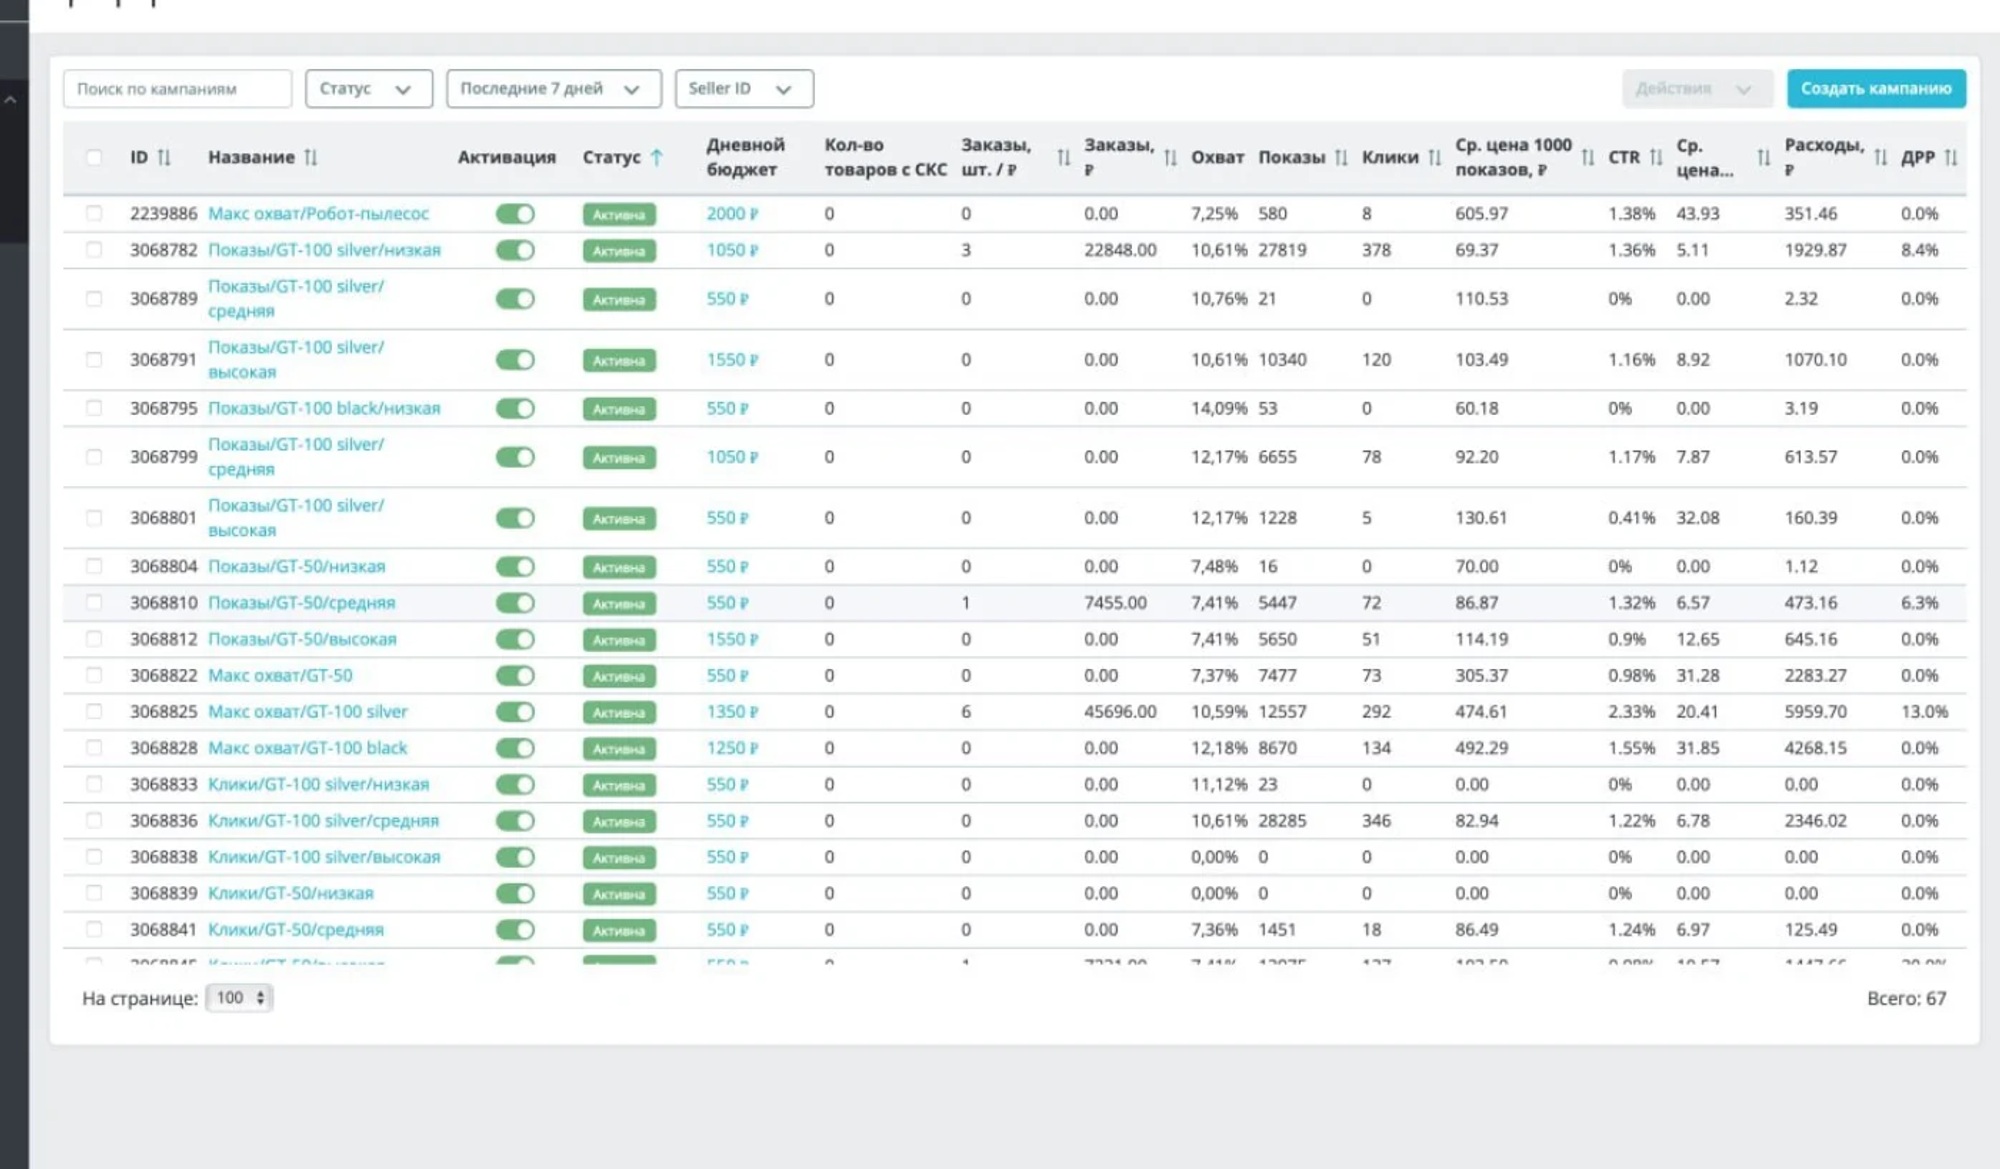 Поиск по кампаниям Статус Последние 7 дней Seller ID Действия Создать кампанию
ID Название Активация Статус Дневной бюджет Кол-во товаров с СКС Заказы, шт. / ₽ Заказы, ₽ Охват Показы Клики Ср. цена 1000 показов, ₽ CTR Ср. цена... Расходы, ₽ ДРР
2239886 Макс охват/Робот-пылесос Активна 2000 ₽ 0 0 0.00 7,25% 580 8 605.97 1.38% 43.93 351.46 0.0%
3068782 Показы/GT-100 silver/низкая Активна 1050 ₽ 0 3 22848.00 10,61% 27819 378 69.37 1.36% 5.11 1929.87 8.4%
3068789 Показы/GT-100 silver/средняя Активна 550 ₽ 0 0 0.00 10,76% 21 0 110.53 0% 0.00 2.32 0.0%
3068791 Показы/GT-100 silver/высокая Активна 1550 ₽ 0 0 0.00 10,61% 10340 120 103.49 1.16% 8.92 1070.10 0.0%
3068795 Показы/GT-100 black/низкая Активна 550 ₽ 0 0 0.00 14,09% 53 0 60.18 0% 0.00 3.19 0.0%
3068799 Показы/GT-100 silver/средняя Активна 1050 ₽ 0 0 0.00 12,17% 6655 78 92.20 1.17% 7.87 613.57 0.0%
3068801 Показы/GT-100 silver/высокая Активна 550 ₽ 0 0 0.00 12,17% 1228 5 130.61 0.41% 32.08 160.39 0.0%
3068804 Показы/GT-50/низкая Активна 550 ₽ 0 0 0.00 7,48% 16 0 70.00 0% 0.00 1.12 0.0%
3068810 Показы/GT-50/средняя Активна 550 ₽ 0 1 7455.00 7,41% 5447 72 86.87 1.32% 6.57 473.16 6.3%
3068812 Показы/GT-50/высокая Активна 1550 ₽ 0 0 0.00 7,41% 5650 51 114.19 0.9% 12.65 645.16 0.0%
3068822 Макс охват/GT-50 Активна 550 ₽ 0 0 0.00 7,37% 7477 73 305.37 0.98% 31.28 2283.27 0.0%
3068825 Макс охват/GT-100 silver Активна 1350 ₽ 0 6 45696.00 10,59% 12557 292 474.61 2.33% 20.41 5959.70 13.0%
3068828 Макс охват/GT-100 black Активна 1250 ₽ 0 0 0.00 12,18% 8670 134 492.29 1.55% 31.85 4268.15 0.0%
3068833 Клики/GT-100 silver/низкая Активна 550 ₽ 0 0 0.00 11,12% 23 0 0.00 0% 0.00 0.00 0.0%
3068836 Клики/GT-100 silver/средняя Активна 550 ₽ 0 0 0.00 10,61% 28285 346 82.94 1.22% 6.78 2346.02 0.0%
3068838 Клики/GT-100 silver/высокая Активна 550 ₽ 0 0 0.00 0,00% 0 0 0.00 0% 0.00 0.00 0.0%
3068839 Клики/GT-50/низкая Активна 550 ₽ 0 0 0.00 0,00% 0 0 0.00 0% 0.00 0.00 0.0%
3068841 Клики/GT-50/средняя Активна 550 ₽ 0 0 0.00 7,36% 1451 18 86.49 1.24% 6.97 125.49 0.0%
На странице: 100 Всего: 67